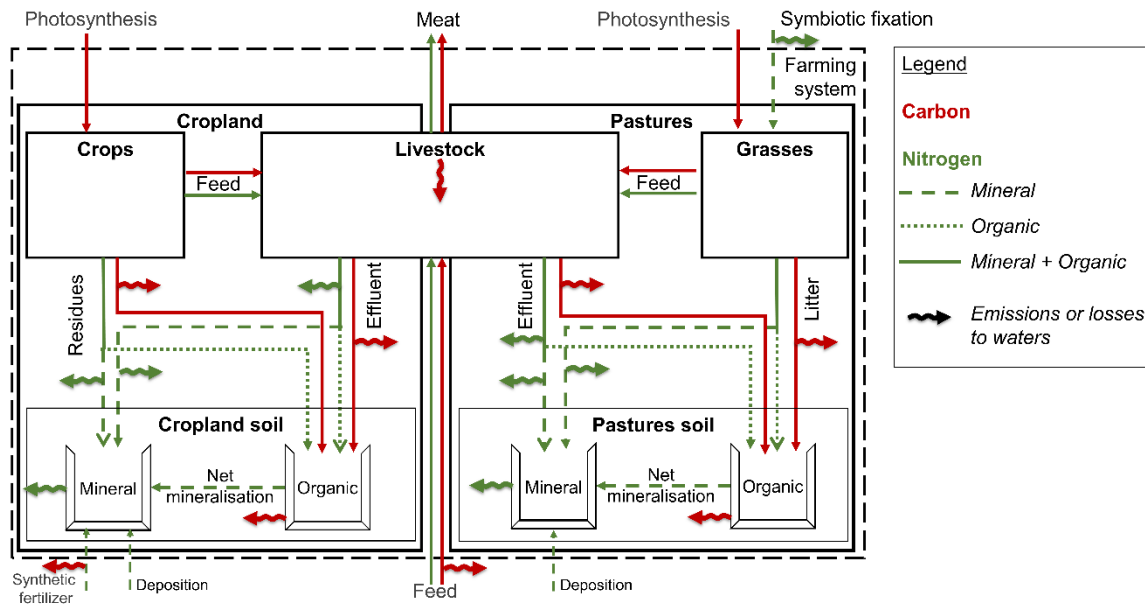 Photosynthesis
Meat
Photosynthesis
Symbiotic fixation
Farming
system
Cropland
Pastures
Crops
Livestock
Grasses
Feed
Feed
Residues
Effluent
Effluent
Litter
Cropland soil
Pastures soil
Mineral
Net
mineralisation
Organic
Mineral
Net
mineralisation
Organic
Synthetic
fertilizer
Deposition
Feed
Deposition
Legend
Carbon
Nitrogen
Mineral
Organic
Mineral + Organic
Emissions or losses
to waters